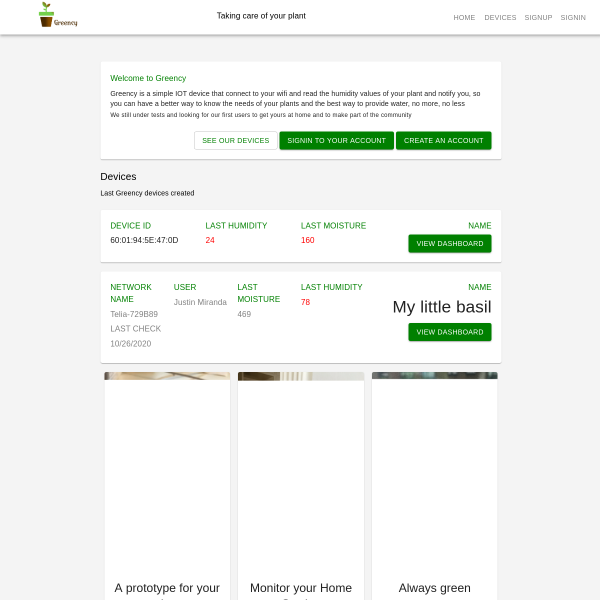 Greency
Taking care of your plant
HOME DEVICES SIGNUP SIGNIN
Welcome to Greency
Greency is a simple IOT device that connect to your wifi and read the humidity values of your plant and notify you, so
you can have a better way to know the needs of your plants and the best way to provide water, no more, no less
We still under tests and looking for our first users to get yours at home and to make part of the community
SEE OUR DEVICES SIGNIN TO YOUR ACCOUNT CREATE AN ACCOUNT
Devices
Last Greency devices created
DEVICE ID LAST HUMIDITY LAST MOISTURE NAME
60:01:94:5E:47:0D 24 160
VIEW DASHBOARD
NETWORK NAME USER LAST MOISTURE LAST HUMIDITY NAME
Telia-729B89 Justin Miranda 469 78 My little basil
LAST CHECK
10/26/2020
VIEW DASHBOARD
A prototype for your
Monitor your Home
Always green